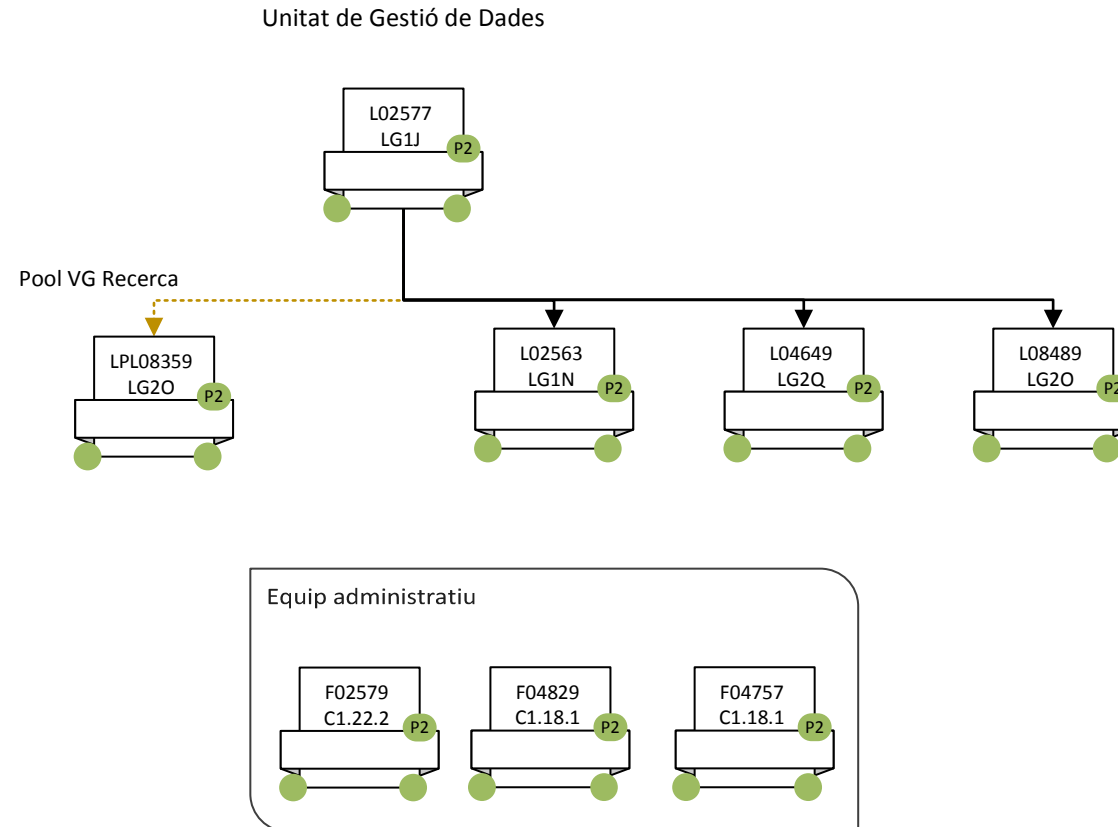 Unitat de Gestió de Dades
L02577
LG1J
P2
Pool VG Recerca
LPL08359
LG2O
P2
L02563
LG1N
P2
L04649
LG2Q
P2
L08489
LG2O
P2
Equip administratiu
F02579
C1.22.2
P2
F04829
C1.18.1
P2
F04757
C1.18.1
P2